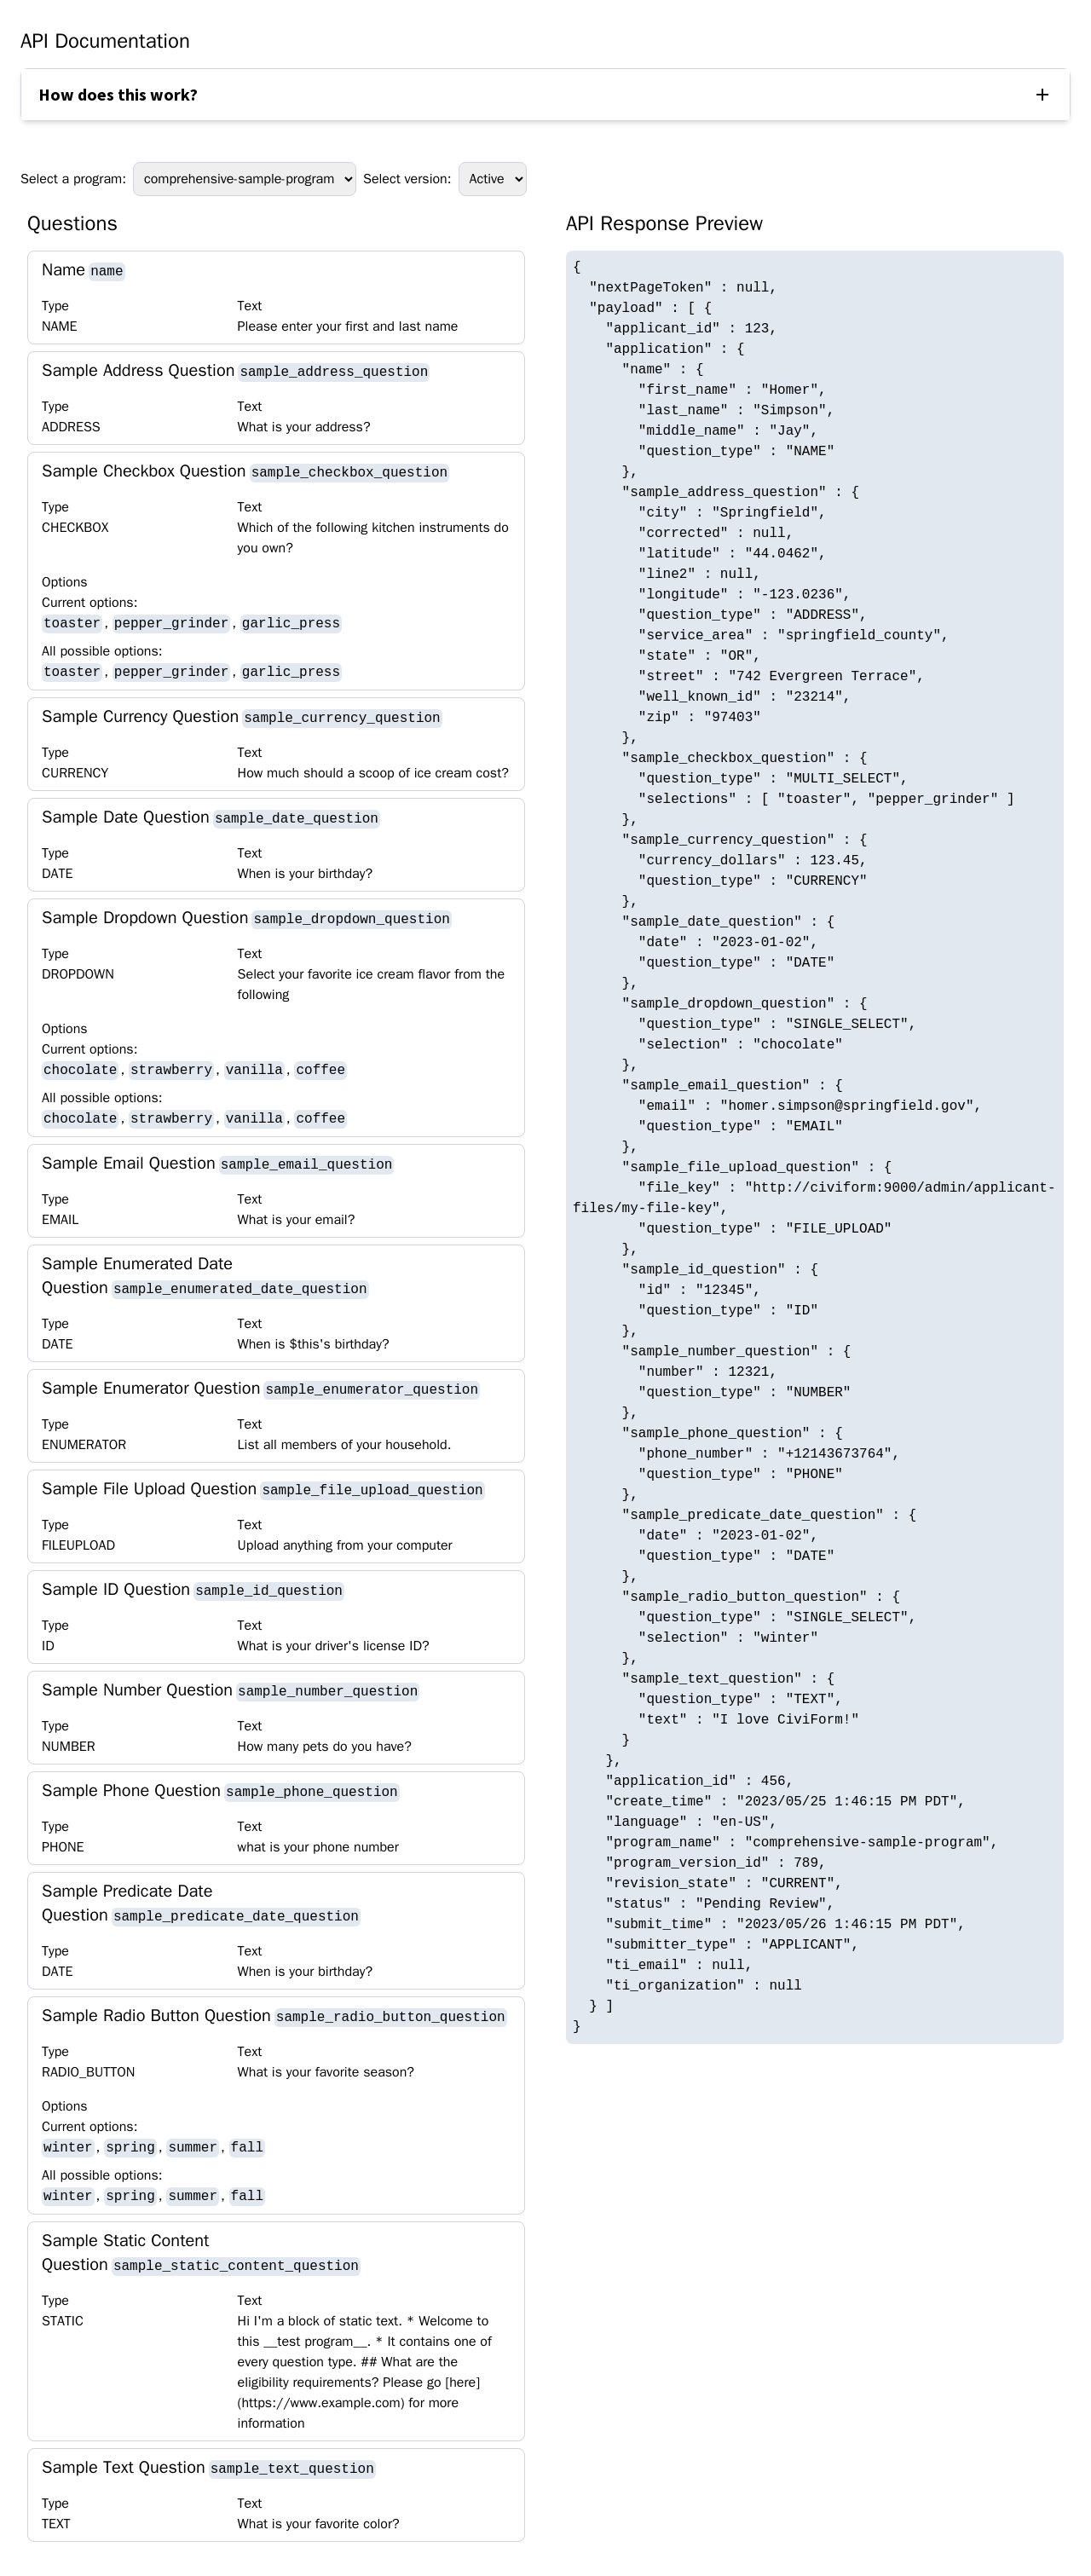 API Documentation
How does this work?
Select a program: comprehensive-sample-program Select version: Active
Questions
Name name
Type Text
NAME Please enter your first and last name
Sample Address Question sample_address_question
Type Text
ADDRESS What is your address?
Sample Checkbox Question sample_checkbox_question
Type Text
CHECKBOX Which of the following kitchen instruments do
you own?
Options
Current options:
toaster, pepper_grinder, garlic_press
All possible options:
toaster, pepper_grinder, garlic_press
Sample Currency Question sample_currency_question
Type Text
CURRENCY How much should a scoop of ice cream cost?
Sample Date Question sample_date_question
Type Text
DATE When is your birthday?
Sample Dropdown Question sample_dropdown_question
Type Text
DROPDOWN Select your favorite ice cream flavor from the
following
Options
Current options:
chocolate, strawberry, vanilla, coffee
All possible options:
chocolate, strawberry, vanilla, coffee
Sample Email Question sample_email_question
Type Text
EMAIL What is your email?
Sample Enumerated Date
Question sample_enumerated_date_question
Type Text
DATE When is $this's birthday?
Sample Enumerator Question sample_enumerator_question
Type Text
ENUMERATOR List all members of your household.
Sample File Upload Question sample_file_upload_question
Type Text
FILEUPLOAD Upload anything from your computer
Sample ID Question sample_id_question
Type Text
ID What is your driver's license ID?
Sample Number Question sample_number_question
Type Text
NUMBER How many pets do you have?
Sample Phone Question sample_phone_question
Type Text
PHONE what is your phone number
Sample Predicate Date
Question sample_predicate_date_question
Type Text
DATE When is your birthday?
Sample Radio Button Question sample_radio_button_question
Type Text
RADIO_BUTTON What is your favorite season?
Options
Current options:
winter, spring, summer, fall
All possible options:
winter, spring, summer, fall
Sample Static Content
Question sample_static_content_question
Type Text
STATIC Hi I'm a block of static text. * Welcome to
this __test program__. * It contains one of
every question type. ## What are the
eligibility requirements? Please go [here]
(https://www.example.com) for more
information
Sample Text Question sample_text_question
Type Text
TEXT What is your favorite color?
API Response Preview
{
  "nextPageToken" : null,
  "payload" : [ {
    "applicant_id" : 123,
    "application" : {
      "name" : {
        "first_name" : "Homer",
        "last_name" : "Simpson",
        "middle_name" : "Jay",
        "question_type" : "NAME"
      },
      "sample_address_question" : {
        "city" : "Springfield",
        "corrected" : null,
        "latitude" : "44.0462",
        "line2" : null,
        "longitude" : "-123.0236",
        "question_type" : "ADDRESS",
        "service_area" : "springfield_county",
        "state" : "OR",
        "street" : "742 Evergreen Terrace",
        "well_known_id" : "23214",
        "zip" : "97403"
      },
      "sample_checkbox_question" : {
        "question_type" : "MULTI_SELECT",
        "selections" : [ "toaster", "pepper_grinder" ]
      },
      "sample_currency_question" : {
        "currency_dollars" : 123.45,
        "question_type" : "CURRENCY"
      },
      "sample_date_question" : {
        "date" : "2023-01-02",
        "question_type" : "DATE"
      },
      "sample_dropdown_question" : {
        "question_type" : "SINGLE_SELECT",
        "selection" : "chocolate"
      },
      "sample_email_question" : {
        "email" : "homer.simpson@springfield.gov",
        "question_type" : "EMAIL"
      },
      "sample_file_upload_question" : {
        "file_key" : "http://civiform:9000/admin/applicant-
files/my-file-key",
        "question_type" : "FILE_UPLOAD"
      },
      "sample_id_question" : {
        "id" : "12345",
        "question_type" : "ID"
      },
      "sample_number_question" : {
        "number" : 12321,
        "question_type" : "NUMBER"
      },
      "sample_phone_question" : {
        "phone_number" : "+12143673764",
        "question_type" : "PHONE"
      },
      "sample_predicate_date_question" : {
        "date" : "2023-01-02",
        "question_type" : "DATE"
      },
      "sample_radio_button_question" : {
        "question_type" : "SINGLE_SELECT",
        "selection" : "winter"
      },
      "sample_text_question" : {
        "question_type" : "TEXT",
        "text" : "I love CiviForm!"
      }
    },
    "application_id" : 456,
    "create_time" : "2023/05/25 1:46:15 PM PDT",
    "language" : "en-US",
    "program_name" : "comprehensive-sample-program",
    "program_version_id" : 789,
    "revision_state" : "CURRENT",
    "status" : "Pending Review",
    "submit_time" : "2023/05/26 1:46:15 PM PDT",
    "submitter_type" : "APPLICANT",
    "ti_email" : null,
    "ti_organization" : null
  } ]
}